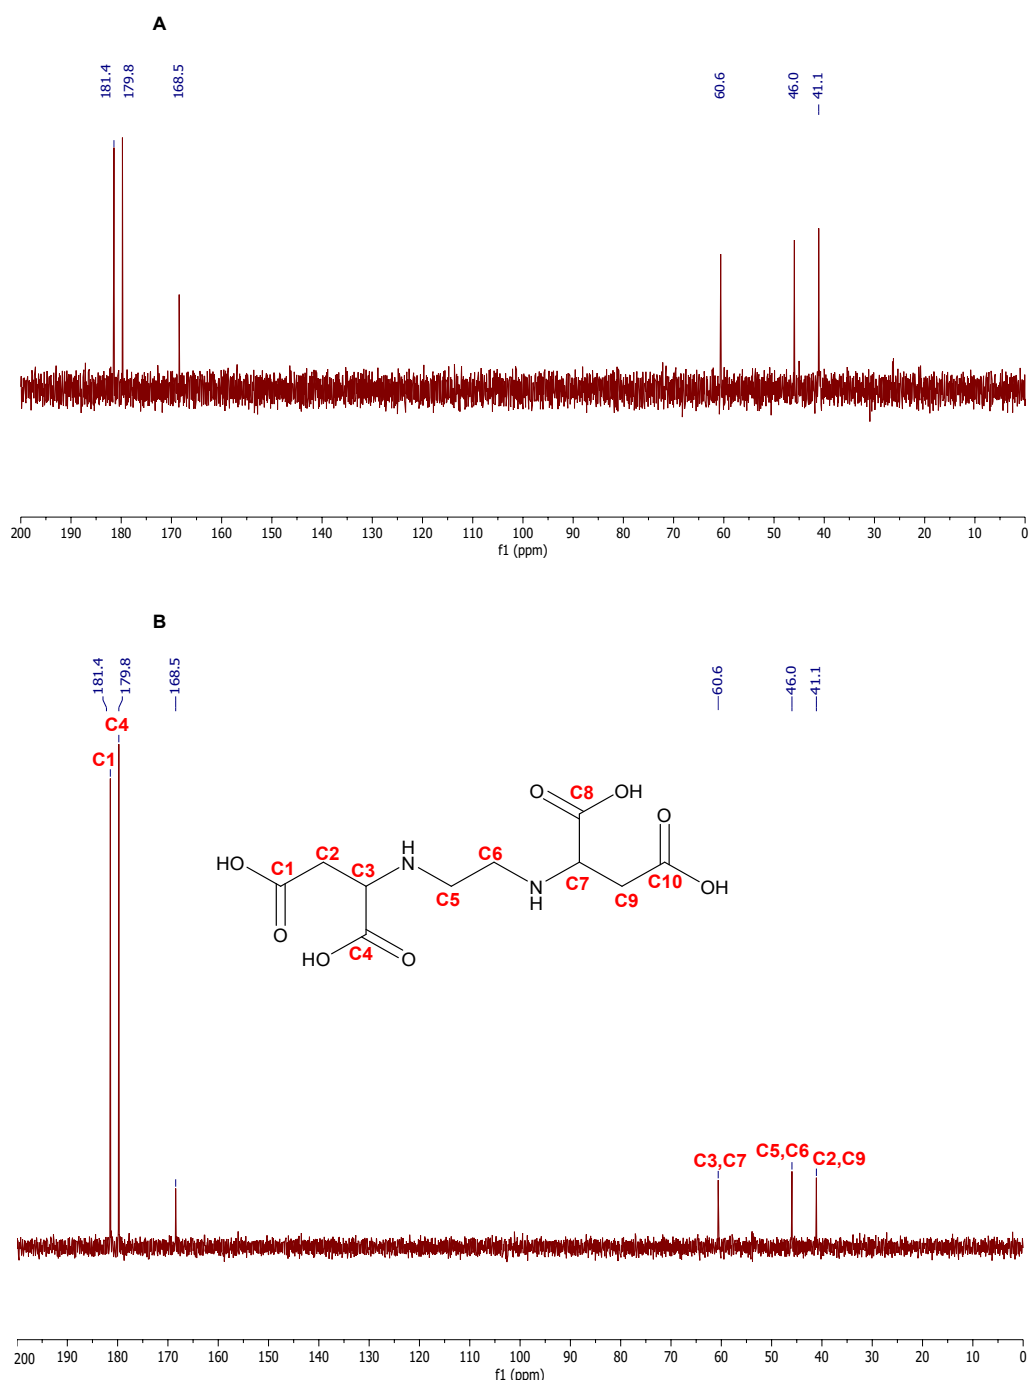 A
181.4 179.8 168.5 60.6 46.0 41.1
200 190 180 170 160 150 140 130 120 110 100 90 80 70 60 50 40 30 20 10 0
f1 (ppm)
B
181.4 179.8 168.5 60.6 46.0 41.1
C4
C1
C8 O OH O
H
HO C1 C2 C3 N C6 C10 OH
C5 N C7 C9
H
O HO C4 O
C3,C7 C5,C6 C2,C9
200 190 180 170 160 150 140 130 120 110 100 90 80 70 60 50 40 30 20 10 0
f1 (ppm)